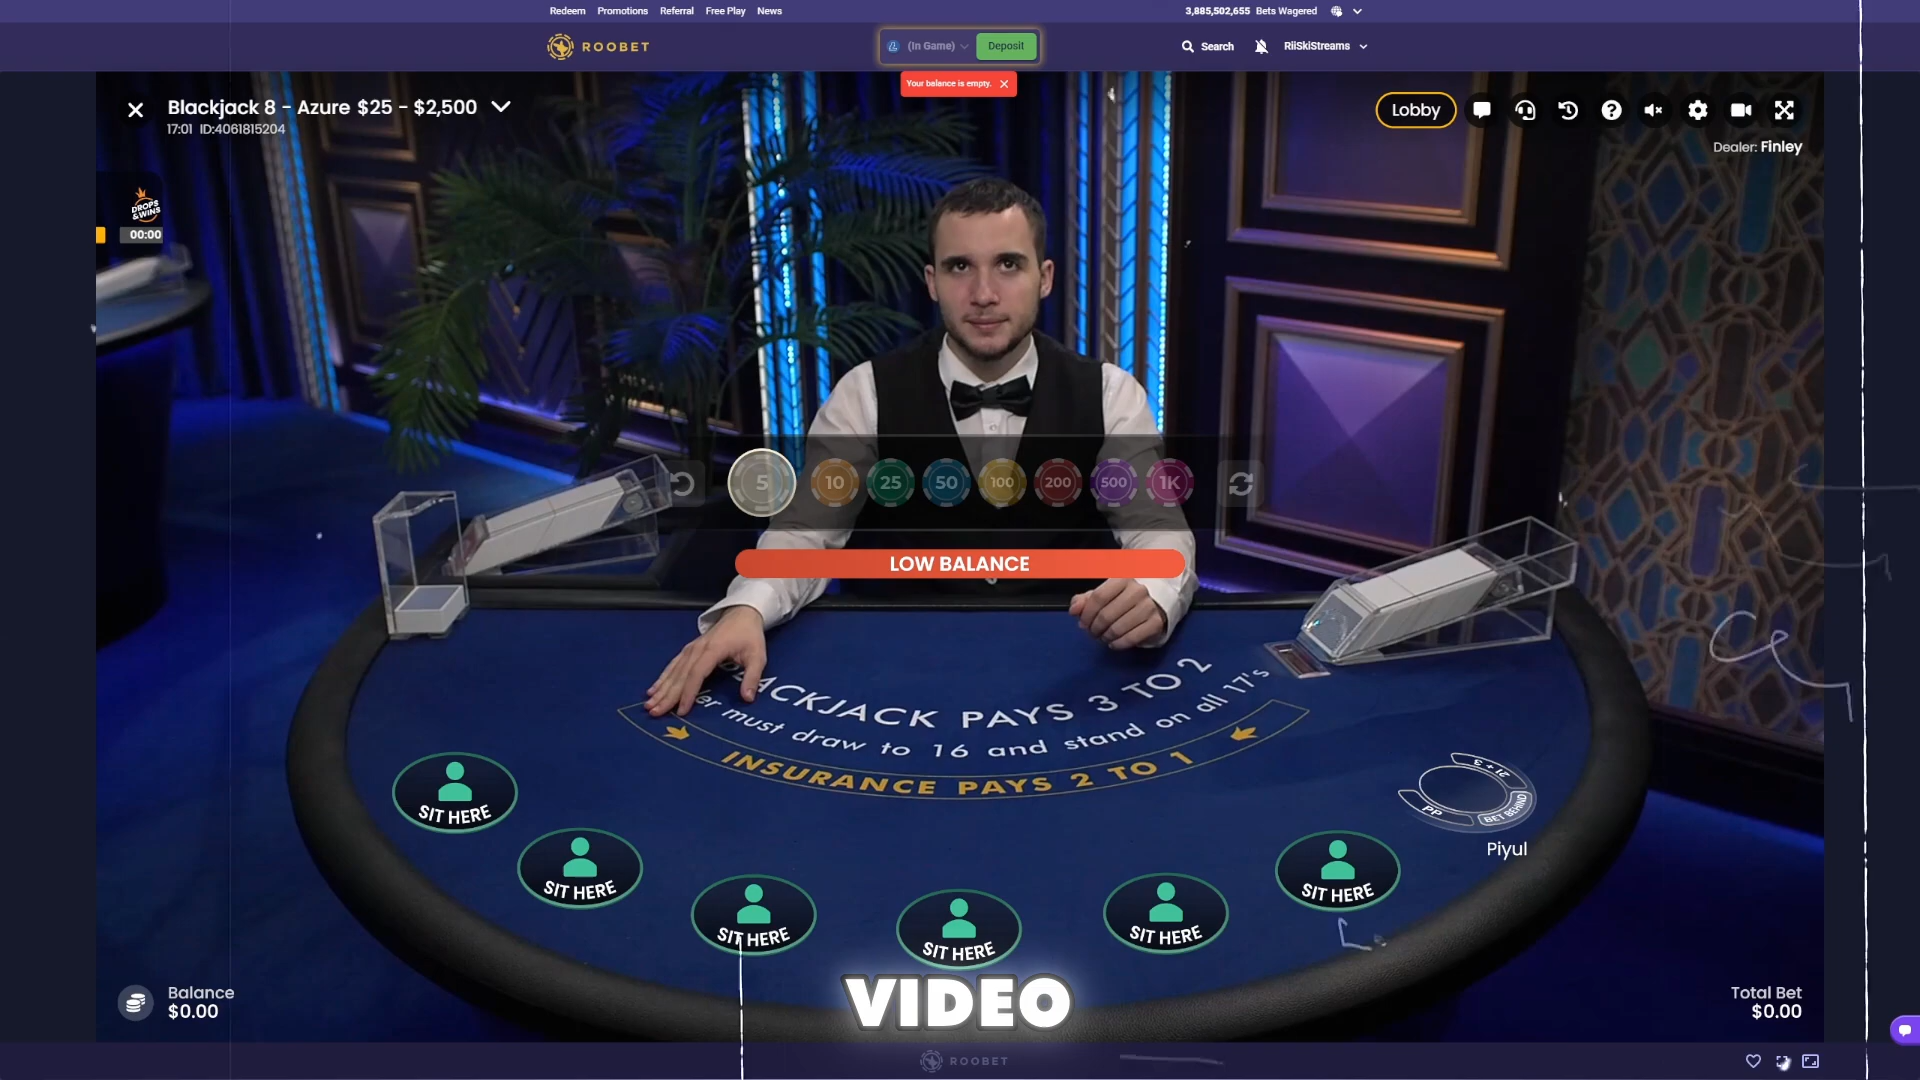 Redeem Promotions Referral Free Play News
3,885,502,655 Bets Wagered
ROOBET
(In Game)
Deposit
Search
RiiSkiStreams
Your balance is empty.
Blackjack 8 - Azure $25 - $2,500
17:01 ID:4061815204
Lobby
Dealer: Finley
DROPS
&WINS
00:00
5 10 25 50 100 200 500 1K
LOW BALANCE
BLACKJACK PAYS 3 TO 2
must draw to 16 and stand on all 17's
INSURANCE PAYS 2 TO 1
21+3
PP
BET BEHIND
Piyul
SIT HERE
SIT HERE
SIT HERE
SIT HERE
SIT HERE
SIT HERE
VIDEO
Balance
$0.00
Total Bet
$0.00
ROOBET